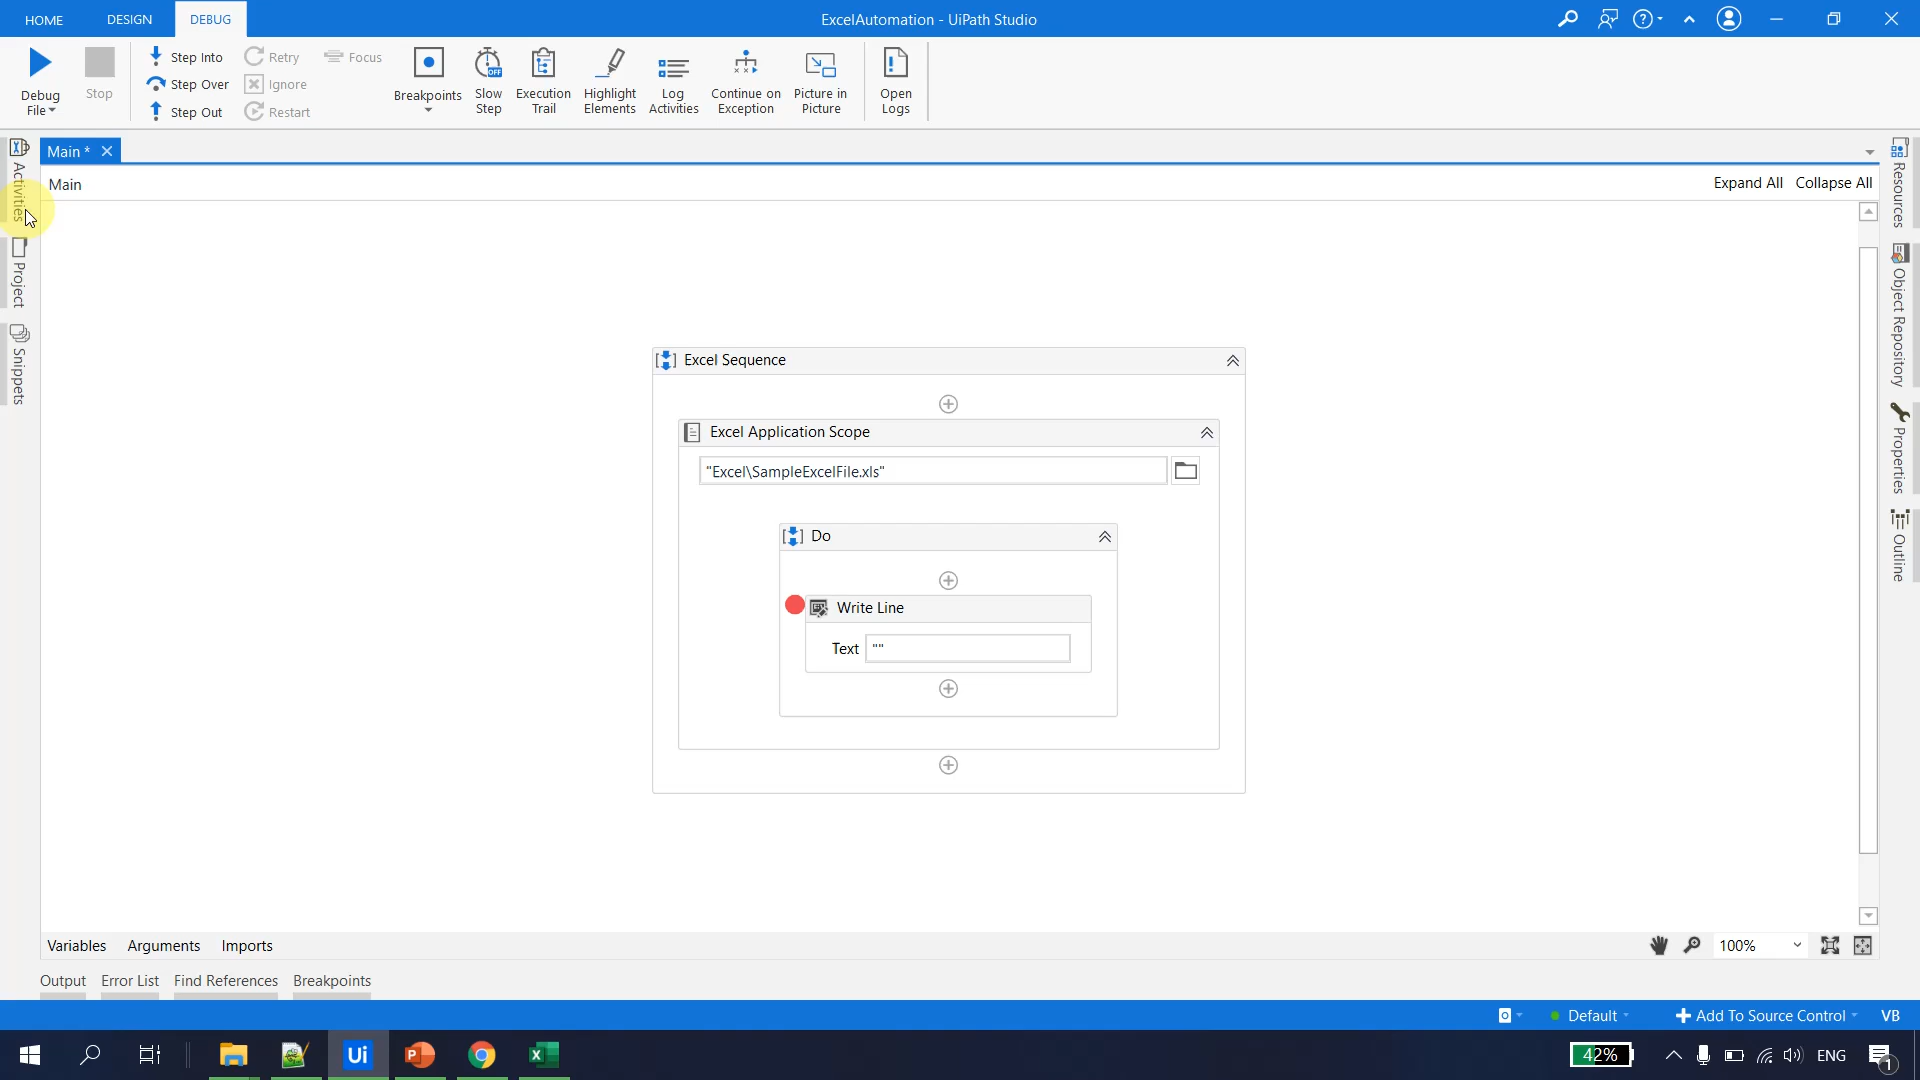 HOME DESIGN DEBUG
ExcelAutomation - UiPath Studio
Debug File
Stop
Step Into
Step Over
Step Out
Retry
Ignore
Restart
Focus
Breakpoints
Slow Step
OFF
Execution Trail
Highlight Elements
Log Activities
Continue on Exception
Picture in Picture
Open Logs
Main *
Main
Expand All Collapse All
Activities
Project
Snippets
Resources
Object Repository
Properties
Outline
Excel Sequence
Excel Application Scope
"Excel\SampleExcelFile.xls"
Do
Write Line
Text ""
Variables Arguments Imports
100%
Output Error List Find References Breakpoints
Default
Add To Source Control
VB
Ui
P
X
42%
ENG
1